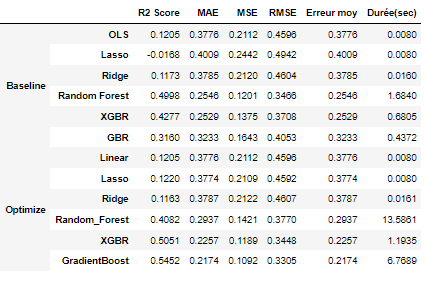 R2 Score MAE MSE RMSE Erreur moy Durée(sec)
Baseline
OLS 0.1205 0.3776 0.2112 0.4596 0.3776 0.0080
Lasso -0.0168 0.4009 0.2442 0.4942 0.4009 0.0080
Ridge 0.1173 0.3785 0.2120 0.4604 0.3785 0.0160
Random Forest 0.4998 0.2546 0.1201 0.3466 0.2546 1.6840
XGBR 0.4277 0.2529 0.1375 0.3708 0.2529 0.6805
GBR 0.3160 0.3233 0.1643 0.4053 0.3233 0.4372
Optimize
Linear 0.1205 0.3776 0.2112 0.4596 0.3776 0.0080
Lasso 0.1220 0.3774 0.2109 0.4592 0.3774 0.0080
Ridge 0.1163 0.3787 0.2122 0.4607 0.3787 0.0161
Random_Forest 0.4082 0.2937 0.1421 0.3770 0.2937 13.5861
XGBR 0.5051 0.2257 0.1189 0.3448 0.2257 1.1935
GradientBoost 0.5452 0.2174 0.1092 0.3305 0.2174 6.7689